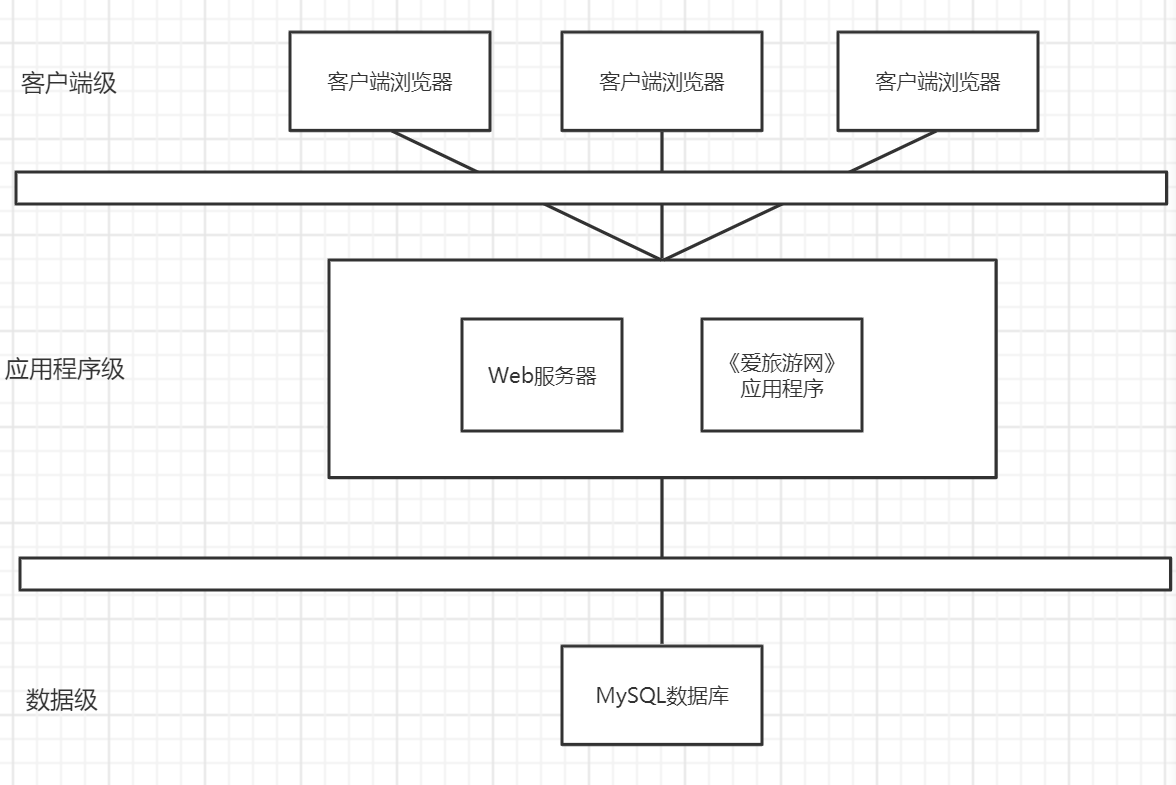 客户端级
客户端浏览器
客户端浏览器
客户端浏览器
应用程序级
Web服务器
《爱旅游网》
应用程序
数据级
MySQL数据库